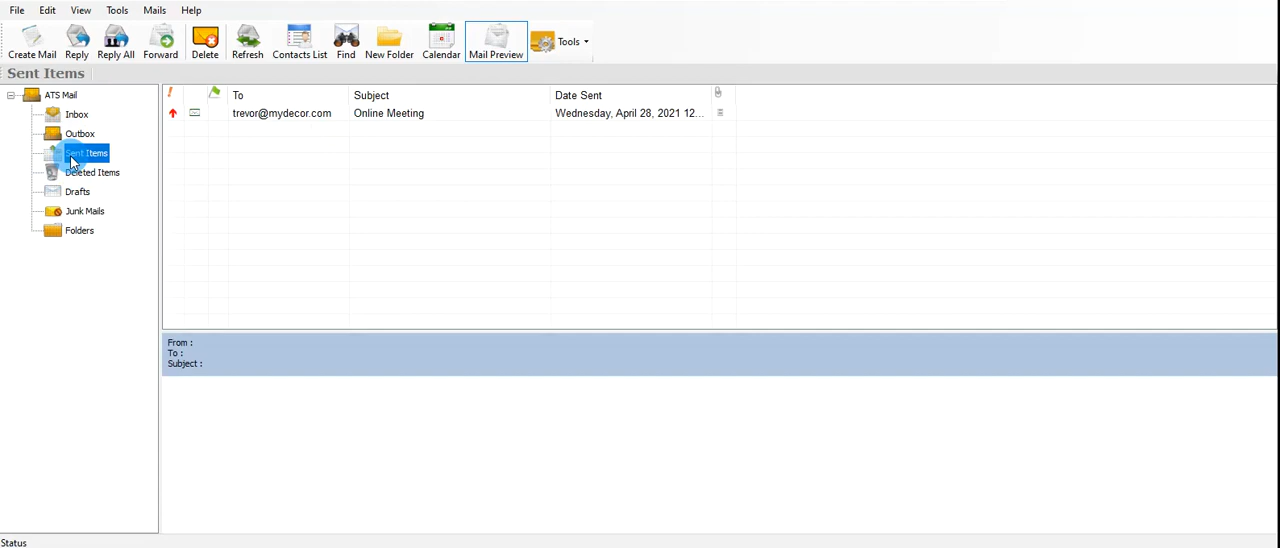 File Edit View Tools Mails Help
Create Mail Reply Reply All Forward Delete Refresh Contacts List Find New Folder Calendar Mail Preview Tools
Sent Items
ATS Mail
Inbox
Outbox
Sent Items
Deleted Items
Drafts
Junk Mails
Folders
To Subject Date Sent
trevor@mydecor.com Online Meeting Wednesday, April 28, 2021 12...
From :
To :
Subject :
Status